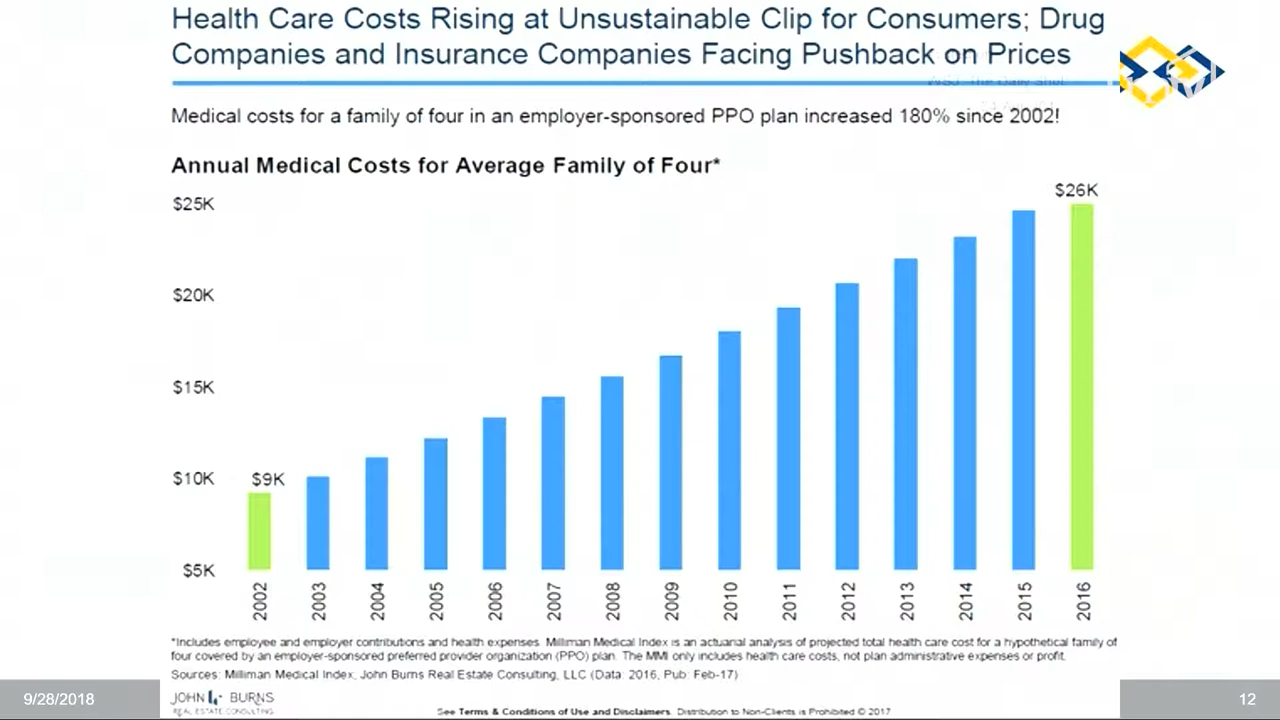 Health Care Costs Rising at Unsustainable Clip for Consumers; Drug
Companies and Insurance Companies Facing Pushback on Prices
WSJ: The Daily Shot
Medical costs for a family of four in an employer-sponsored PPO plan increased 180% since 2002!
Annual Medical Costs for Average Family of Four*
$26K
$25K
$20K
$15K
$10K
$9K
$5K
2002 2003 2004 2005 2006 2007 2008 2009 2010 2011 2012 2013 2014 2015 2016
*Includes employee and employer contributions and health expenses. Milliman Medical Index is an actuarial analysis of projected total health care cost for a hypothetical family of
four covered by an employer-sponsored preferred provider organization (PPO) plan. The MMI only includes health care costs, not plan administrative expenses or profit.
Sources: Milliman Medical Index, John Burns Real Estate Consulting, LLC (Data: 2016, Pub: Feb-17)
9/28/2018
JOHN BURNS
REAL ESTATE CONSULTING
See Terms & Conditions of Use and Disclaimers. Distribution to Non-Clients is Prohibited © 2017
12